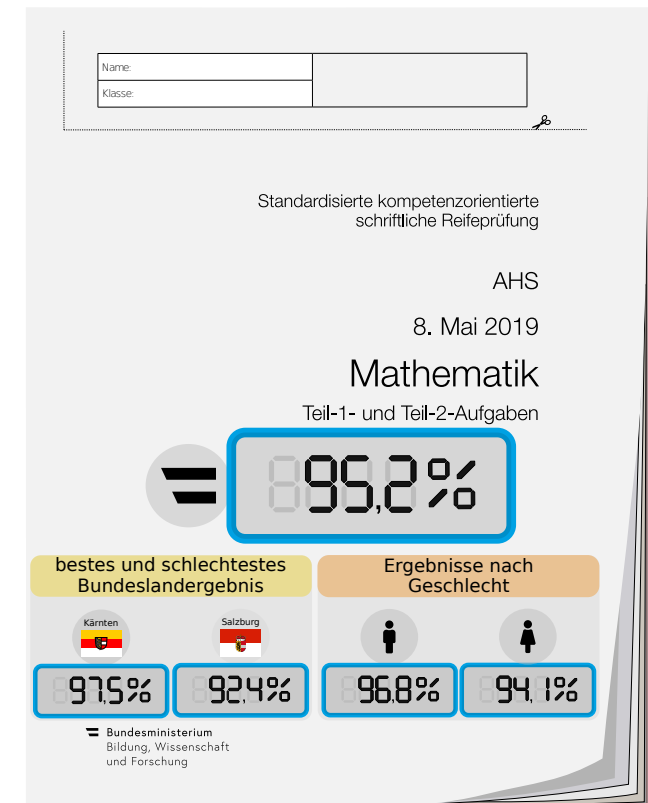 Name:
Klasse:
Standardisierte kompetenzorientierte
schriftliche Reifeprüfung
AHS
8. Mai 2019
Mathematik
Teil-1- und Teil-2-Aufgaben
95,2%
bestes und schlechtestes
Bundeslandergebnis
Kärnten
Salzburg
97,5%
92,4%
Ergebnisse nach
Geschlecht
96,8%
94,1%
Bundesministerium
Bildung, Wissenschaft
und Forschung